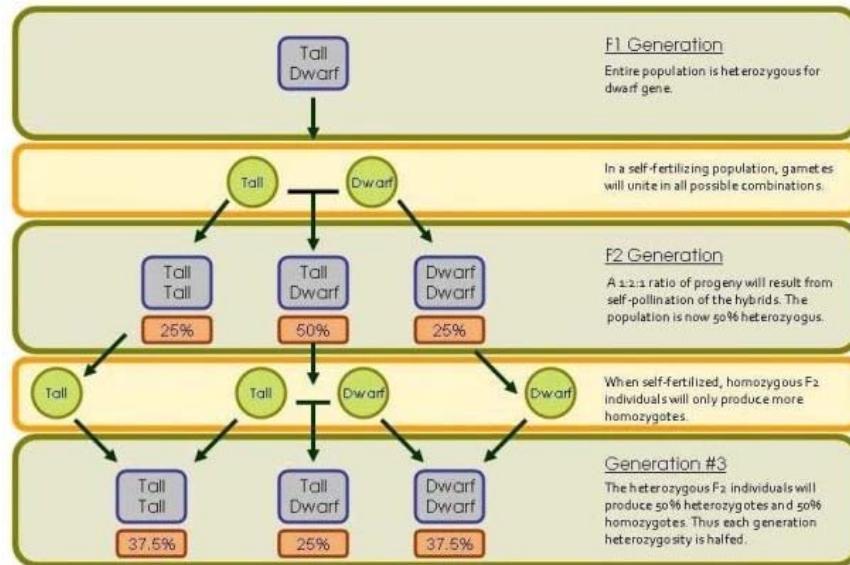 F1 Generation
Tall
Dwarf
Entire population is heterozygous for
dwarf gene.
Tall
Dwarf
In a self-fertilizing population, gametes
will unite in all possible combinations.
F2 Generation
Tall
Tall
Tall
Dwarf
Dwarf
Dwarf
A 1:2:1 ratio of progeny will result from
self-pollination of the hybrids. The
population is now 50% heterozyogus.
25%
50%
25%
Tall
Tall
Dwarf
Dwarf
When self-fertilized, homozygous F2
individuals will only produce more
homozygotes.
Generation #3
Tall
Tall
Tall
Dwarf
Dwarf
Dwarf
The heterozygous F2 individuals will
produce 50% heterozygotes and 50%
homozygotes. Thus each generation
heterozygosity is halfed.
37.5%
25%
37.5%